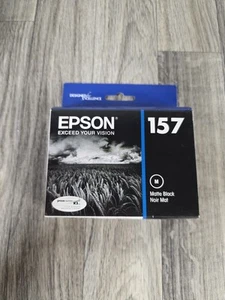 EPSON
EXCEED YOUR VISION
157
M
Matte Black
Noir Mat